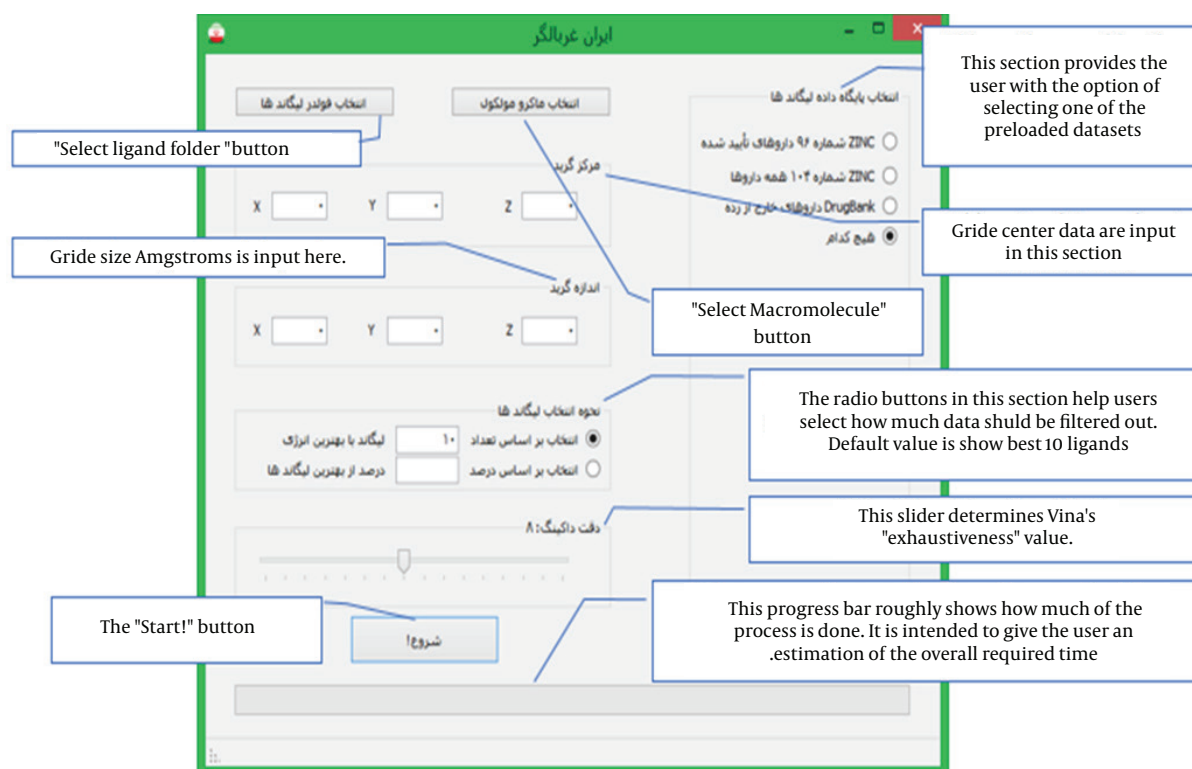 ایران غربالگر
This section provides the
user with the option of
selecting one of the
preloaded datasets
انتخاب فولدر لیگاند ها
انتخاب ماکرو مولکول
انتخاب پایگاه داده لیگاند ها
"Select ligand folder "button
ZINC شماره ۹۶ داروهای تأیید شده
ZINC شماره ۱۰۴ همه داروها
DrugBank داروهای خارج از رده
هیچ کدام
مرکز گرید
X ۰ Y ۰ Z ۰
Gride center data are input
in this section
Gride size Amgstroms is input here.
اندازه گرید
X ۰ Y ۰ Z ۰
"Select Macromolecule"
button
The radio buttons in this section help users
select how much data shuld be filtered out.
Default value is show best 10 ligands
نحوه انتخاب لیگاند ها
انتخاب بر اساس تعداد ۱۰ لیگاند با بهترین انرژی
انتخاب بر اساس درصد درصد از بهترین لیگاند ها
This slider determines Vina's
"exhaustiveness" value.
دقت داکینگ: ۸
The "Start!" button
شروع!
This progress bar roughly shows how much of the
process is done. It is intended to give the user an
.estimation of the overall required time